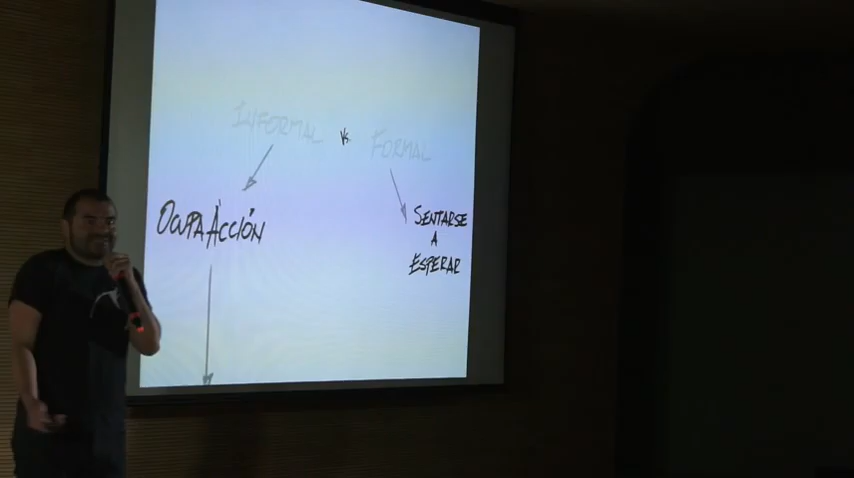 INFORMAL VS FORMAL
OCUPA ACCIÓN
SENTARSE
A
ESPERAR